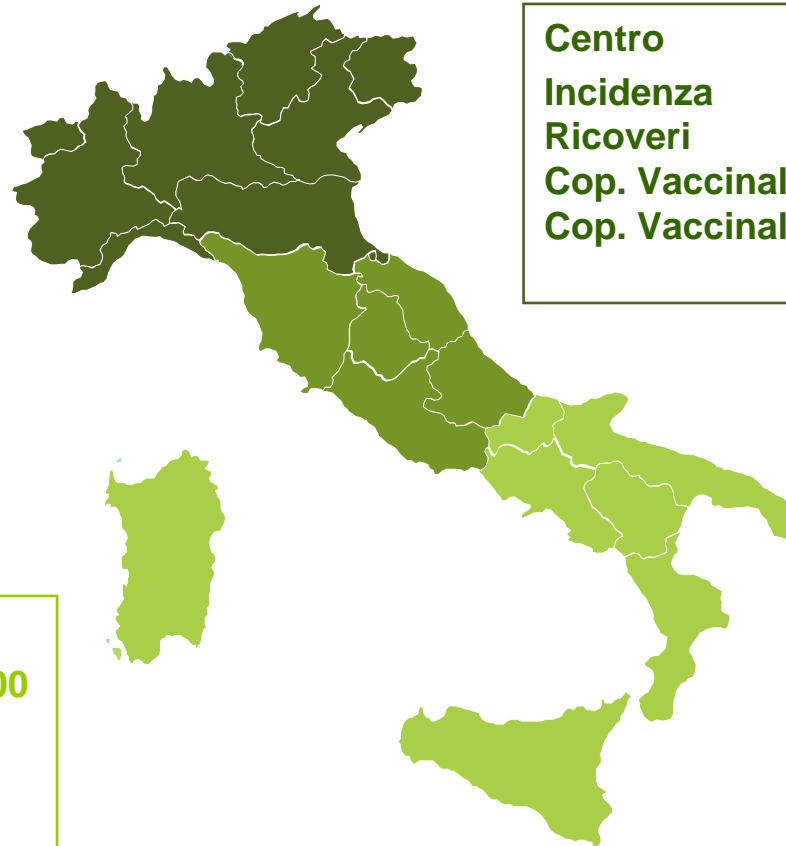 Centro
Incidenza
Ricoveri
Cop. Vaccinal
Cop. Vaccinal
00